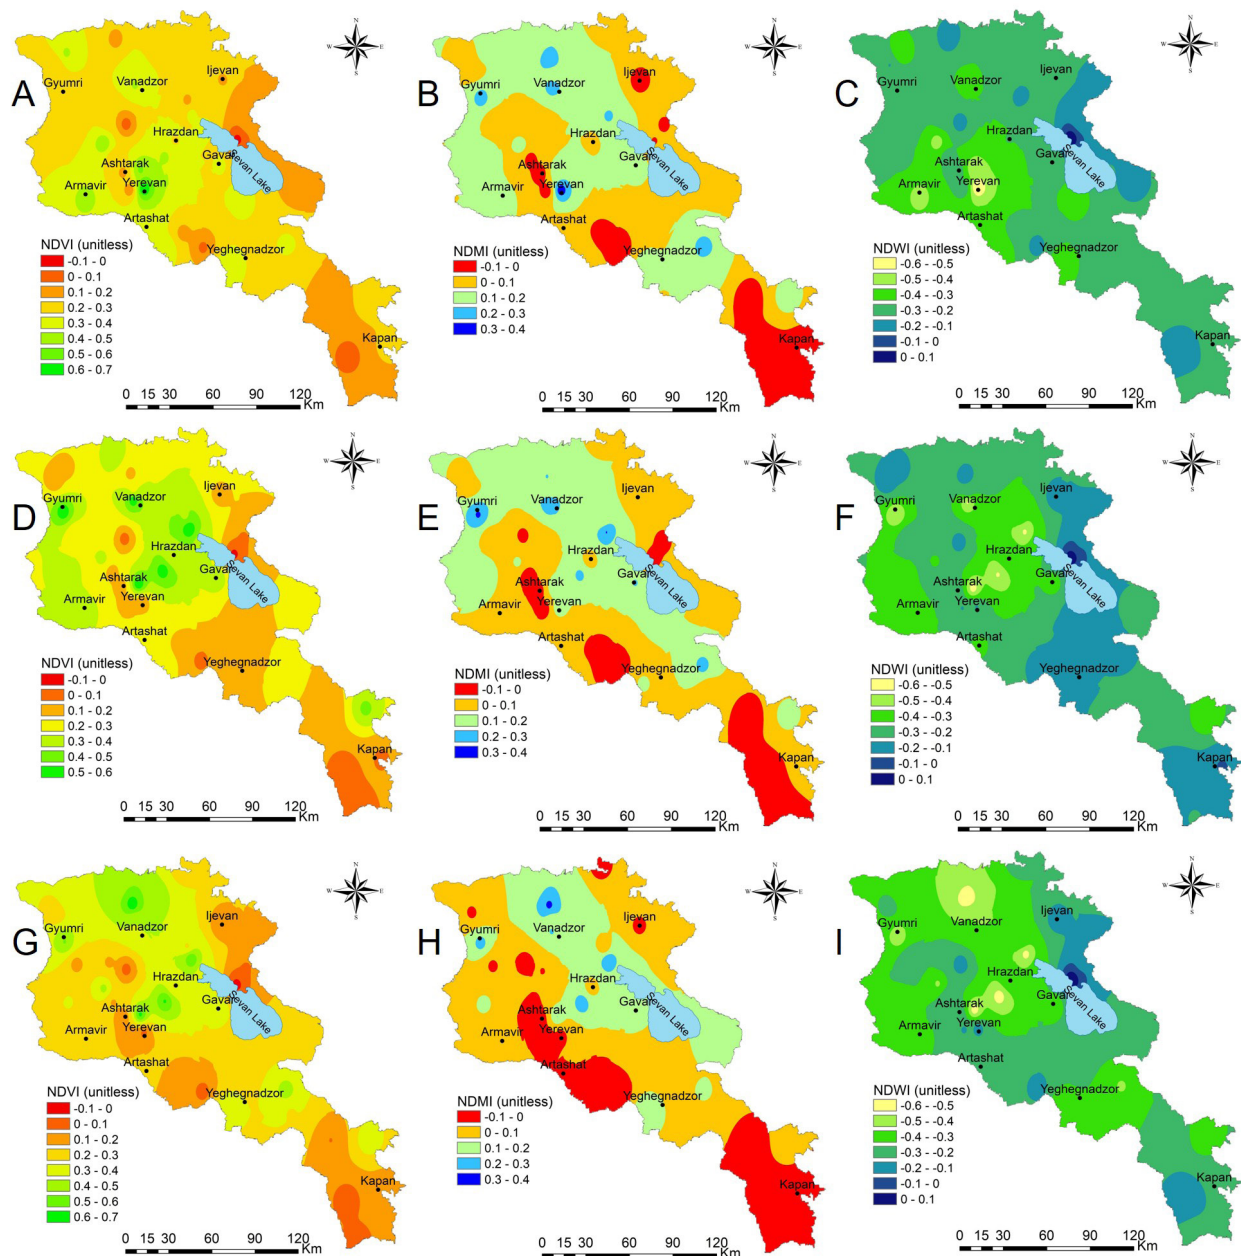 A
N
W
E
S
Gyumri
Vanadzor
Ijevan
Hrazdan
Gavar
Sevan Lake
Ashtarak
Armavir
Yerevan
Artashat
Yeghegnadzor
Kapan
NDVI (unitless)
-0.1 - 0
0 - 0.1
0.1 - 0.2
0.2 - 0.3
0.3 - 0.4
0.4 - 0.5
0.5 - 0.6
0.6 - 0.7
0 15 30 60 90 120
Km
B
N
W
E
S
Gyumri
Vanadzor
Ijevan
Hrazdan
Gavar
Sevan Lake
Ashtarak
Armavir
Yerevan
Artashat
Yeghegnadzor
Kapan
NDMI (unitless)
-0.1 - 0
0 - 0.1
0.1 - 0.2
0.2 - 0.3
0.3 - 0.4
0 15 30 60 90 120
Km
C
N
W
E
S
Gyumri
Vanadzor
Ijevan
Hrazdan
Gavar
Sevan Lake
Ashtarak
Armavir
Yerevan
Artashat
Yeghegnadzor
Kapan
NDWI (unitless)
-0.6 - -0.5
-0.5 - -0.4
-0.4 - -0.3
-0.3 - -0.2
-0.2 - -0.1
-0.1 - 0
0 - 0.1
0 15 30 60 90 120
Km
D
N
W
E
S
Gyumri
Vanadzor
Ijevan
Hrazdan
Gavar
Sevan Lake
Ashtarak
Armavir
Yerevan
Artashat
Yeghegnadzor
Kapan
NDVI (unitless)
-0.1 - 0
0 - 0.1
0.1 - 0.2
0.2 - 0.3
0.3 - 0.4
0.4 - 0.5
0.5 - 0.6
0 15 30 60 90 120
Km
E
N
W
E
S
Gyumri
Vanadzor
Ijevan
Hrazdan
Gavar
Sevan Lake
Ashtarak
Armavir
Yerevan
Artashat
Yeghegnadzor
Kapan
NDMI (unitless)
-0.1 - 0
0 - 0.1
0.1 - 0.2
0.2 - 0.3
0.3 - 0.4
0 15 30 60 90 120
Km
F
N
W
E
S
Gyumri
Vanadzor
Ijevan
Hrazdan
Gavar
Sevan Lake
Ashtarak
Armavir
Yerevan
Artashat
Yeghegnadzor
Kapan
NDWI (unitless)
-0.6 - -0.5
-0.5 - -0.4
-0.4 - -0.3
-0.3 - -0.2
-0.2 - -0.1
-0.1 - 0
0 - 0.1
0 15 30 60 90 120
Km
G
N
W
E
S
Gyumri
Vanadzor
Ijevan
Hrazdan
Gavar
Sevan Lake
Ashtarak
Armavir
Yerevan
Artashat
Yeghegnadzor
Kapan
NDVI (unitless)
-0.1 - 0
0 - 0.1
0.1 - 0.2
0.2 - 0.3
0.3 - 0.4
0.4 - 0.5
0.5 - 0.6
0.6 - 0.7
0 15 30 60 90 120
Km
H
N
W
E
S
Gyumri
Vanadzor
Ijevan
Hrazdan
Gavar
Sevan Lake
Ashtarak
Armavir
Yerevan
Artashat
Yeghegnadzor
Kapan
NDMI (unitless)
-0.1 - 0
0 - 0.1
0.1 - 0.2
0.2 - 0.3
0.3 - 0.4
0 15 30 60 90 120
Km
I
N
W
E
S
Gyumri
Vanadzor
Ijevan
Hrazdan
Gavar
Sevan Lake
Ashtarak
Armavir
Yerevan
Artashat
Yeghegnadzor
Kapan
NDWI (unitless)
-0.6 - -0.5
-0.5 - -0.4
-0.4 - -0.3
-0.3 - -0.2
-0.2 - -0.1
-0.1 - 0
0 - 0.1
0 15 30 60 90 120
Km